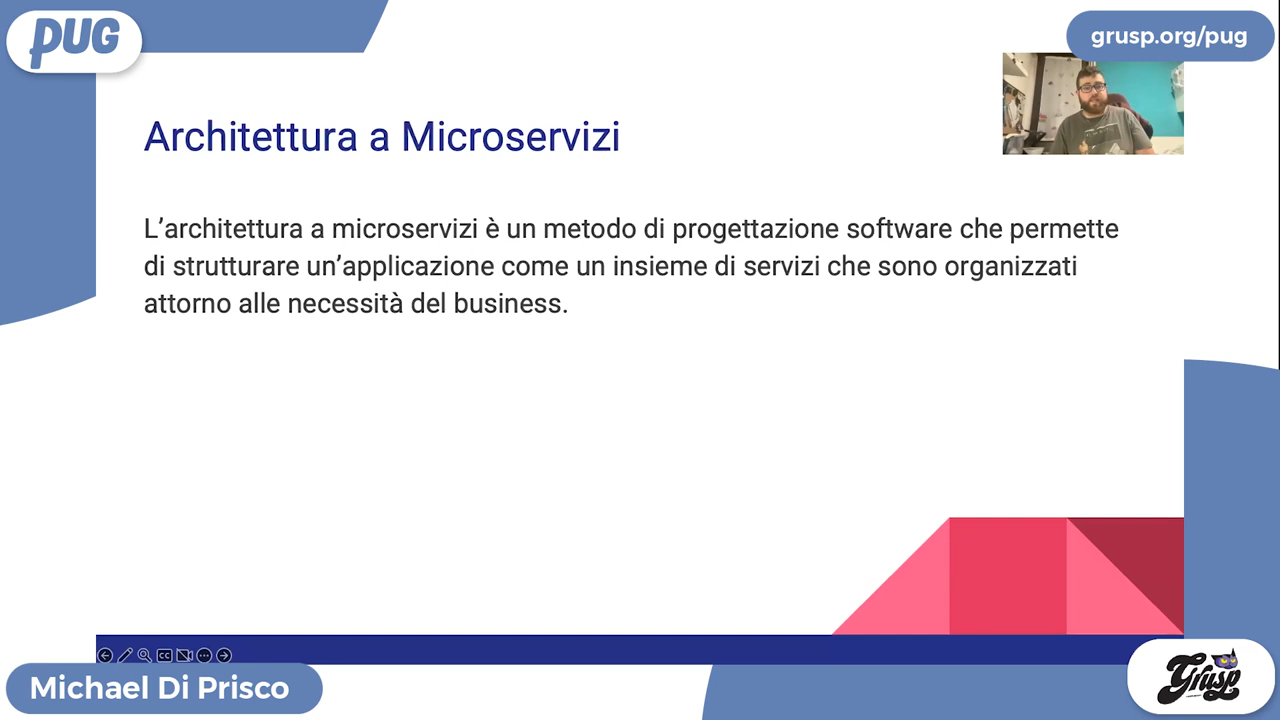 PUG
grusp.org/pug
Architettura a Microservizi
L’architettura a microservizi è un metodo di progettazione software che permette
di strutturare un’applicazione come un insieme di servizi che sono organizzati
attorno alle necessità del business.
CC
Michael Di Prisco
Grusp